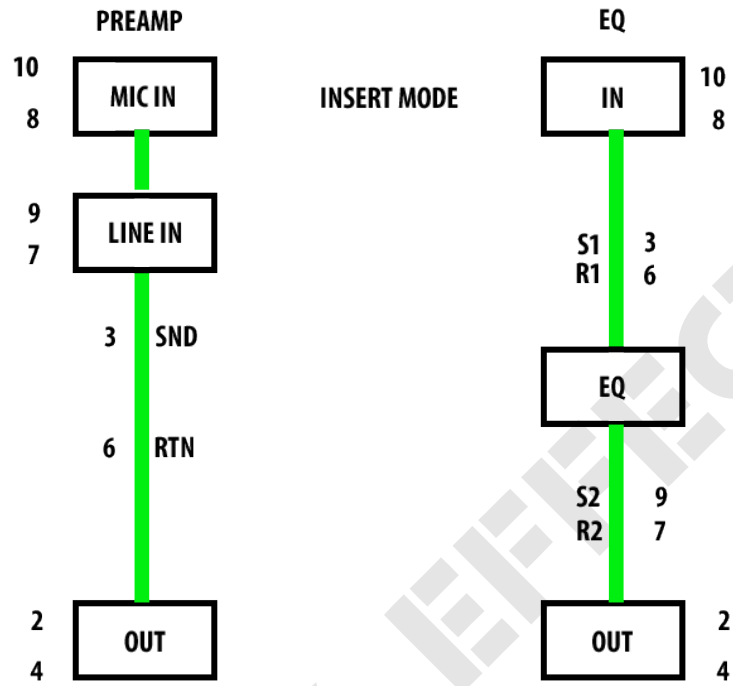 PREAMP
10
MIC IN
8
9
LINE IN
7
3 SND
6 RTN
2
OUT
4
INSERT MODE
EQ
IN
10
8
S1 3
R1 6
EQ
S2 9
R2 7
OUT
2
4